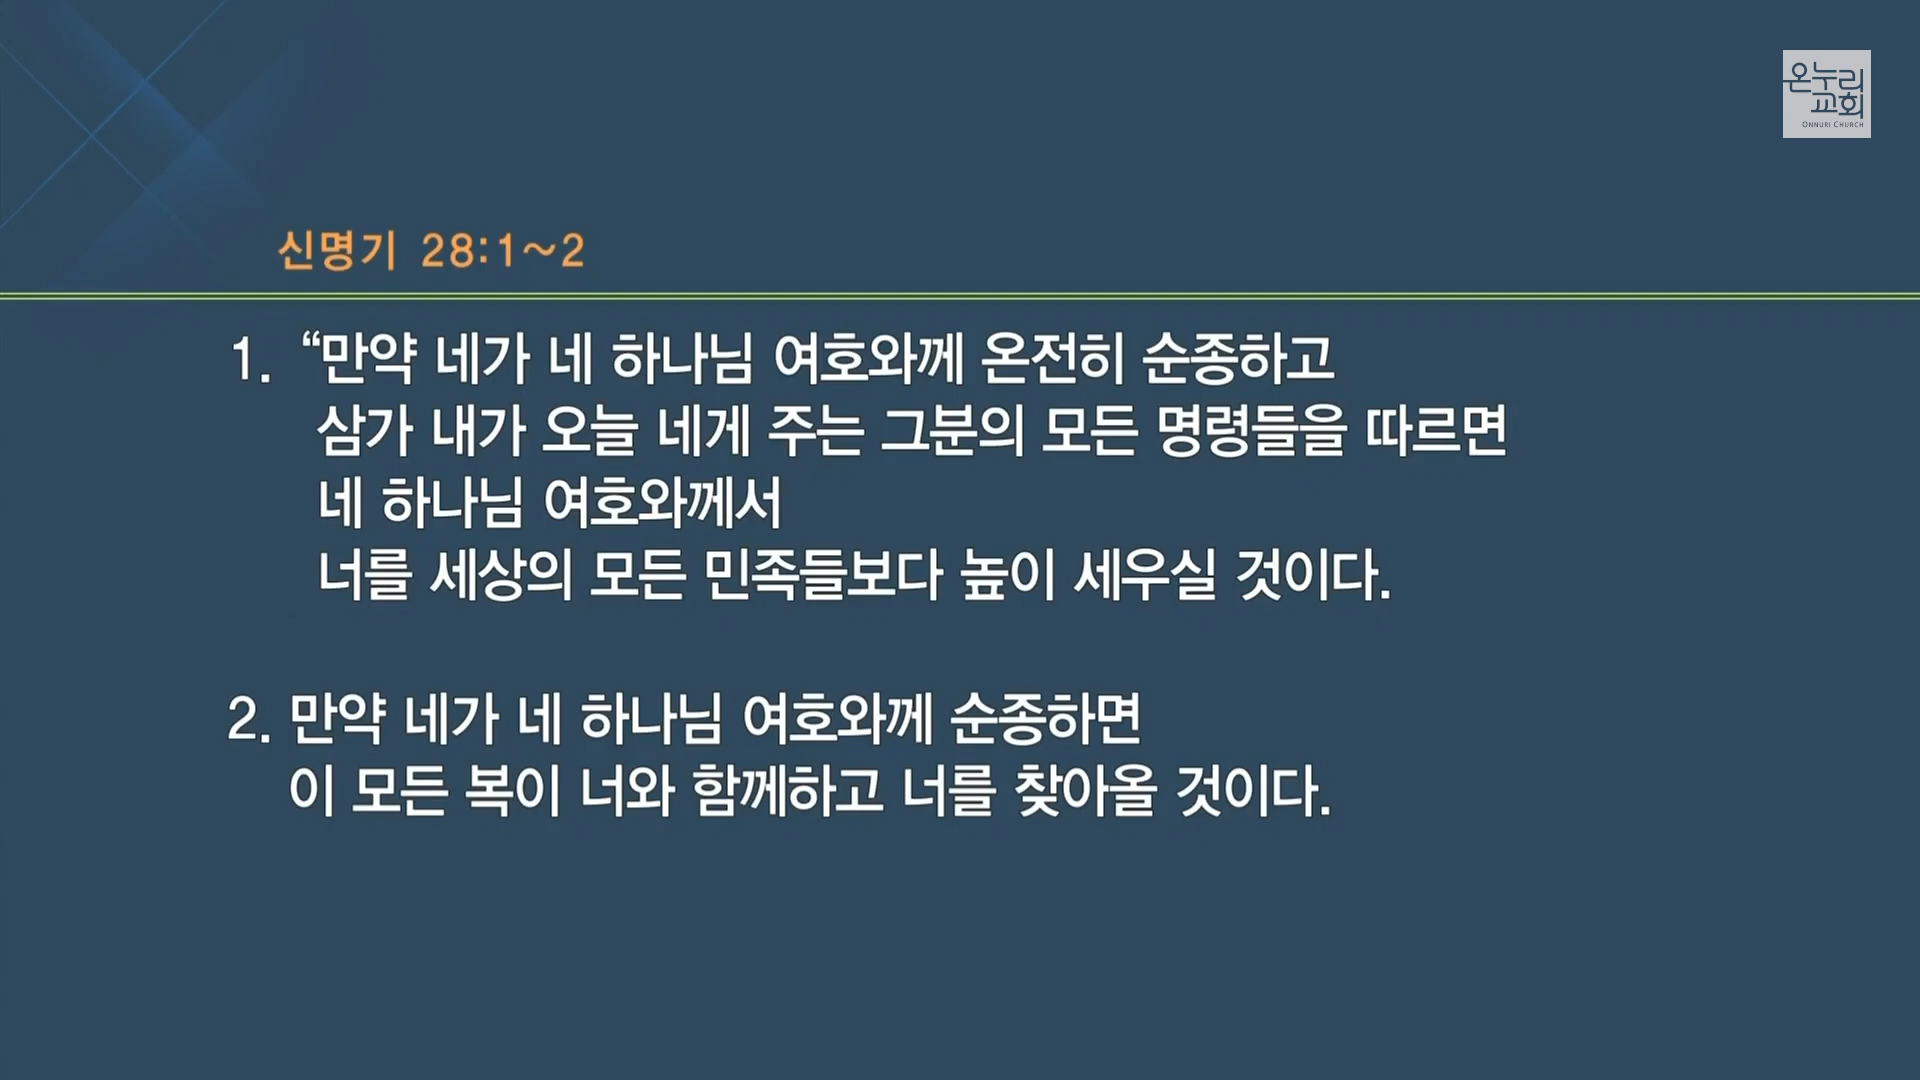 온누리
교회
ONNURI CHURCH
신명기 28:1~2
1. “만약 네가 네 하나님 여호와께 온전히 순종하고
삼가 내가 오늘 네게 주는 그분의 모든 명령들을 따르면
네 하나님 여호와께서
너를 세상의 모든 민족들보다 높이 세우실 것이다.
2. 만약 네가 네 하나님 여호와께 순종하면
이 모든 복이 너와 함께하고 너를 찾아올 것이다.